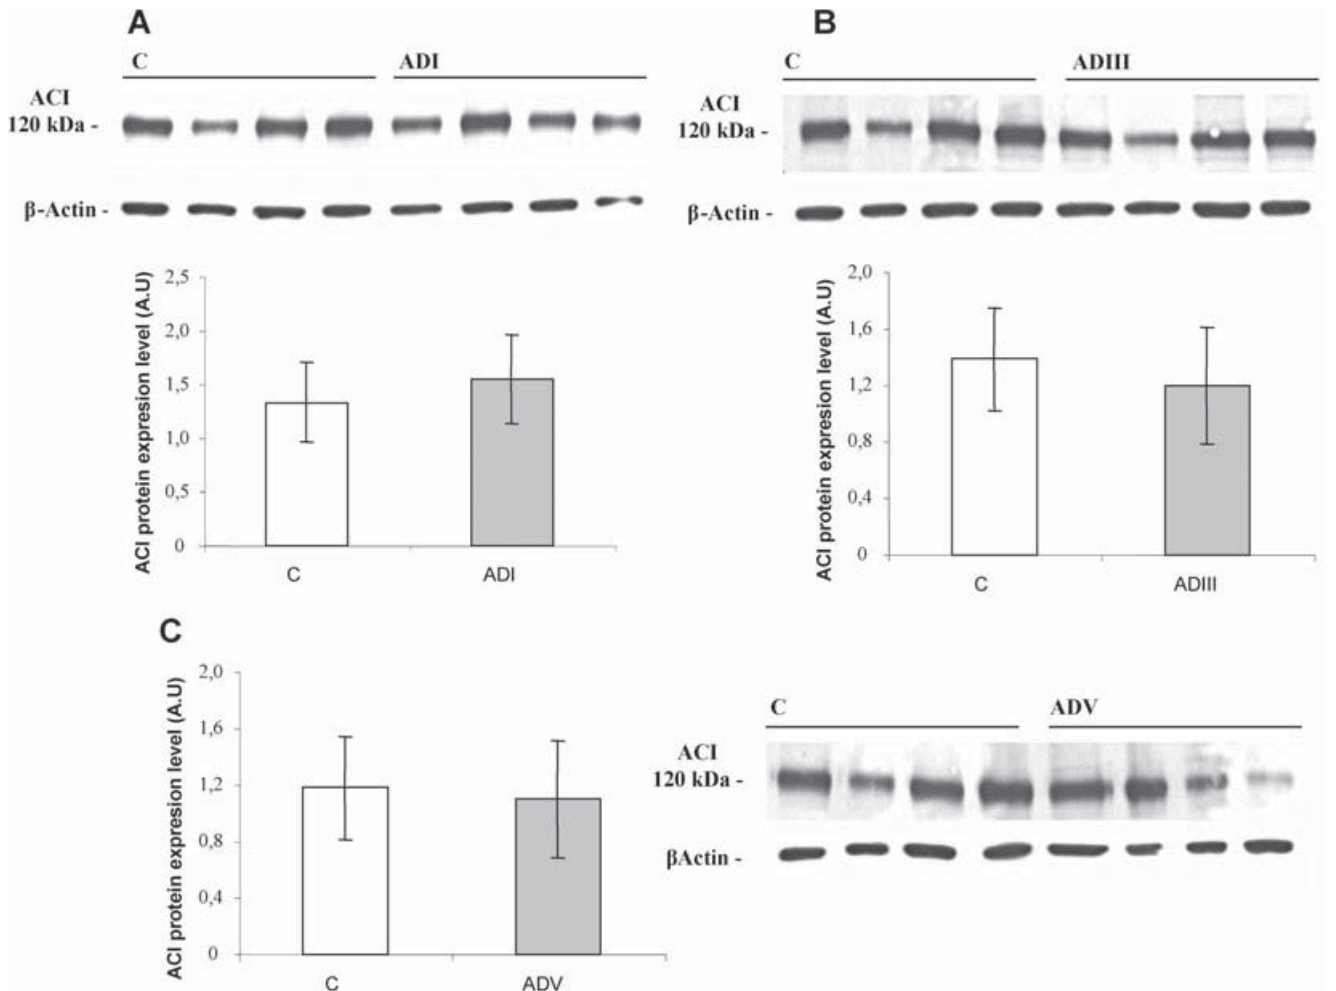 A
C ADI
ACI
120 kDa -
β-Actin -
ACI protein expresion level (A.U)
2,5
2,0
1,5
1,0
0,5
0
C ADI
B
C ADIII
ACI
120 kDa -
β-Actin -
ACI protein expresion level (A.U)
2,0
1,6
1,2
0,8
0,4
0
C ADIII
C
ACI protein expresion level (A.U)
2,0
1,6
1,2
0,8
0,4
0
C ADV
C ADV
ACI
120 kDa -
βActin -